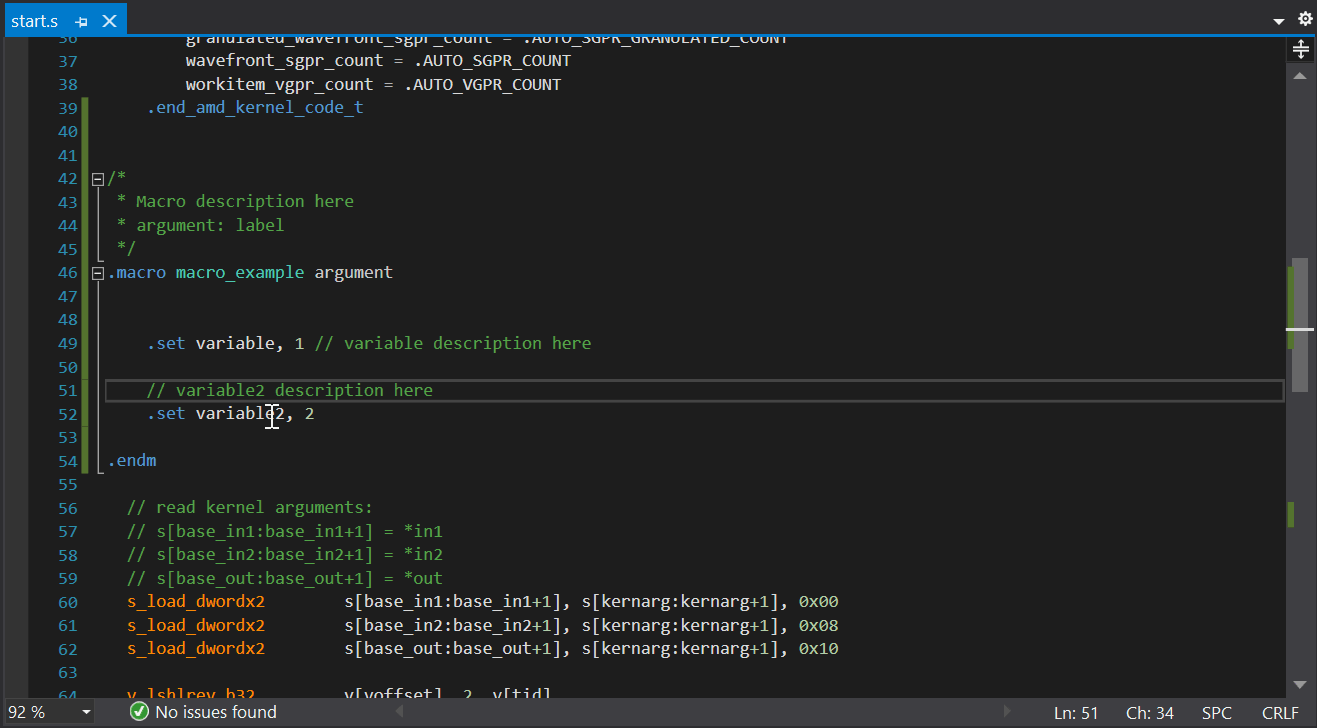 start.s
36 granulated_wavefront_sgpr_count = .AUTO_SGPR_GRANULATED_COUNT
37 wavefront_sgpr_count = .AUTO_SGPR_COUNT
38 workitem_vgpr_count = .AUTO_VGPR_COUNT
39 .end_amd_kernel_code_t
40
41
42 /*
43 * Macro description here
44 * argument: label
45 */
46 .macro macro_example argument
47
48
49 .set variable, 1 // variable description here
50
51 // variable2 description here
52 .set variable2, 2
53
54 .endm
55
56 // read kernel arguments:
57 // s[base_in1:base_in1+1] = *in1
58 // s[base_in2:base_in2+1] = *in2
59 // s[base_out:base_out+1] = *out
60 s_load_dwordx2 s[base_in1:base_in1+1], s[kernarg:kernarg+1], 0x00
61 s_load_dwordx2 s[base_in2:base_in2+1], s[kernarg:kernarg+1], 0x08
62 s_load_dwordx2 s[base_out:base_out+1], s[kernarg:kernarg+1], 0x10
63
64 v_lshlrev_b32 v[voffset], 2, v[tid]
92 % No issues found Ln: 51 Ch: 34 SPC CRLF